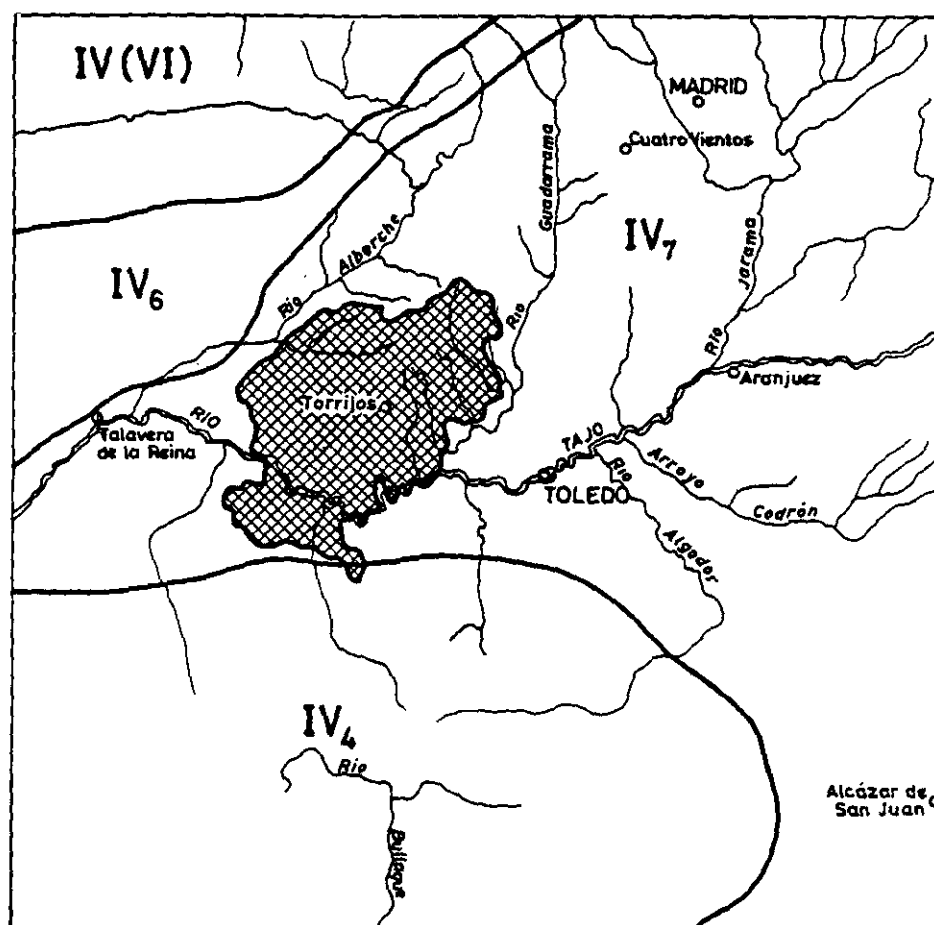 IV (VI)
MADRID
Cuatro Vientos
Guadarrama
Río
IV₇
Jarama
Río
Alberche
Río
IV₆
Torrijos
Aranjuez
RIO
TAJO
Talavera
de la Reina
TOLEDO
Arroyo
Cedrón
Río
Algodor
IV₄
Río
Bullaque
Alcázar de
San Juan